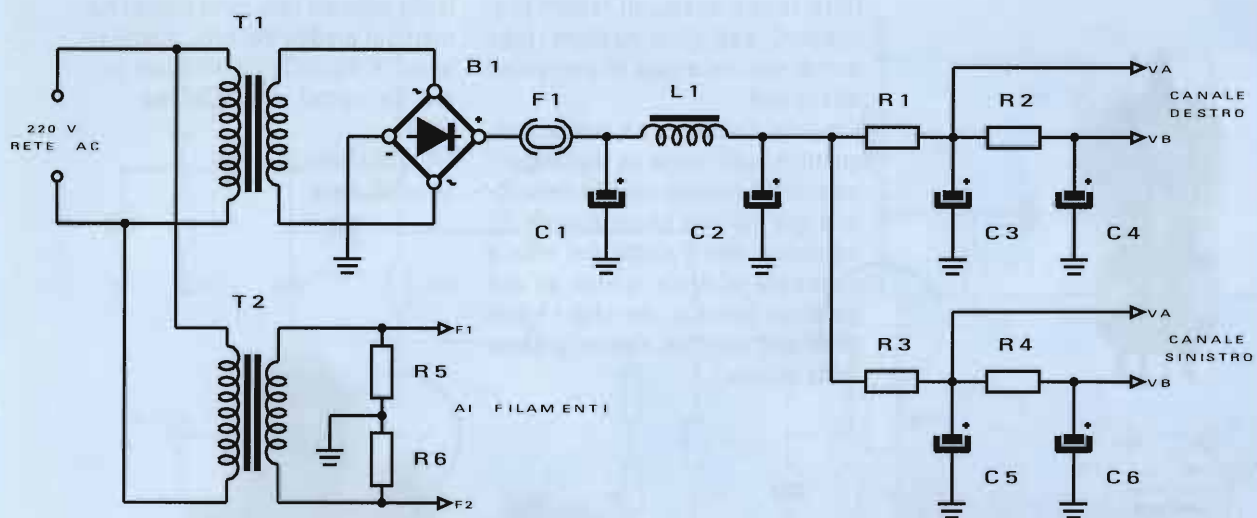 T1
B1
F1
L1
R1
R2
VA
CANALE
DESTRO
VB
220 V
RETE AC
+
~
~
+
+
+
+
C1
C2
C3
C4
T2
F1
R5
AI FILAMENTI
R6
F2
VA
R3
R4
CANALE
SINISTRO
VB
+
+
C5
C6